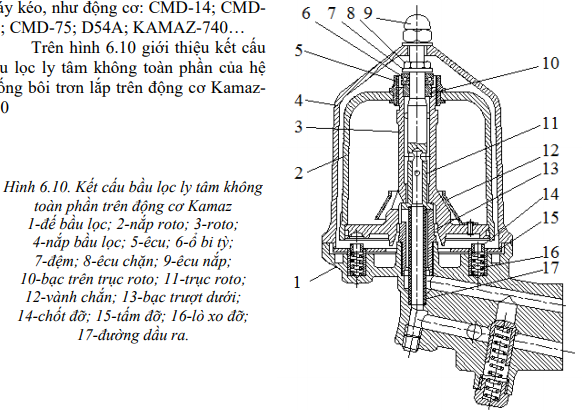 áy kéo, như động cơ: CMD-14; CMD-
; CMD-75; D54A; KAMAZ-740…
Trên hình 6.10 giới thiệu kết cấu
u lọc ly tâm không toàn phần của hệ
ống bôi trơn lắp trên động cơ Kamaz-
0
Hình 6.10. Kết cấu bầu lọc ly tâm không
toàn phần trên động cơ Kamaz
1-đế bầu lọc; 2-nắp roto; 3-roto;
4-nắp bầu lọc; 5-êcu; 6-ổ bi tỳ;
7-đệm; 8-êcu chặn; 9-êcu nắp;
10-bạc trên trục roto; 11-trục roto;
12-vành chắn; 13-bạc trượt dưới;
14-chốt đỡ; 15-tấm đỡ; 16-lò xo đỡ;
17-đường dầu ra.
6
7
8
9
5
10
4
3
11
12
2
13
14
15
16
1
17